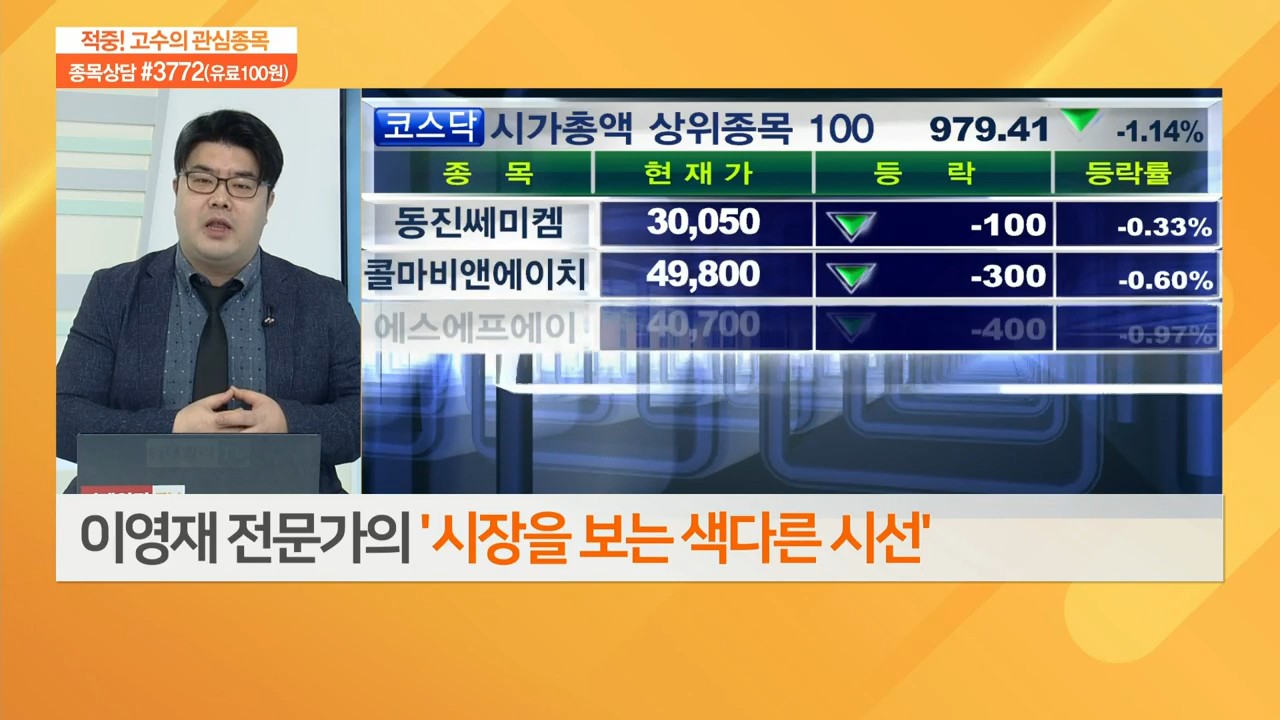 적중! 고수의 관심종목
종목상담 #3772(유료100원)
코스닥 시가총액 상위종목 100 979.41 -1.14%
종 목 현 재 가 등 락 등락률
동진쎄미켐 30,050 -100 -0.33%
콜마비앤에이치 49,800 -300 -0.60%
에스에프에이 40,700 -400 -0.97%
이영재 전문가의 '시장을 보는 색다른 시선'